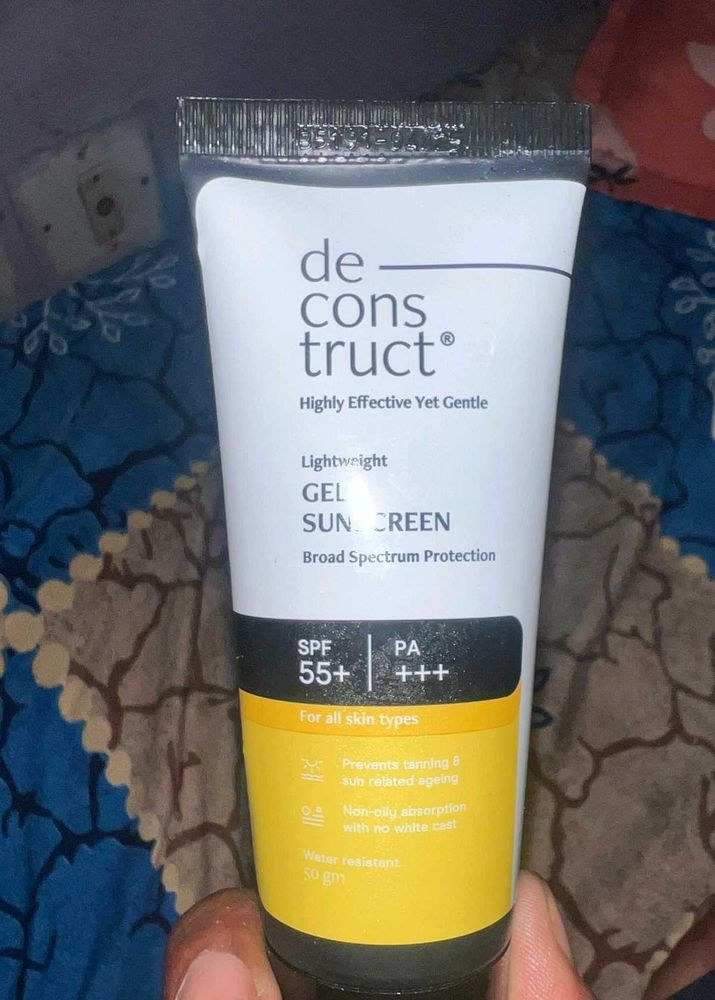 de
cons
truct®
Highly Effective Yet Gentle
Lightweight
GEL
SUNSCREEN
Broad Spectrum Protection
SPF
55+
PA
+++
For all skin types
Prevents tanning &
sun related ageing
Non-oily absorption
with no white cast
Water resistant
50 gm